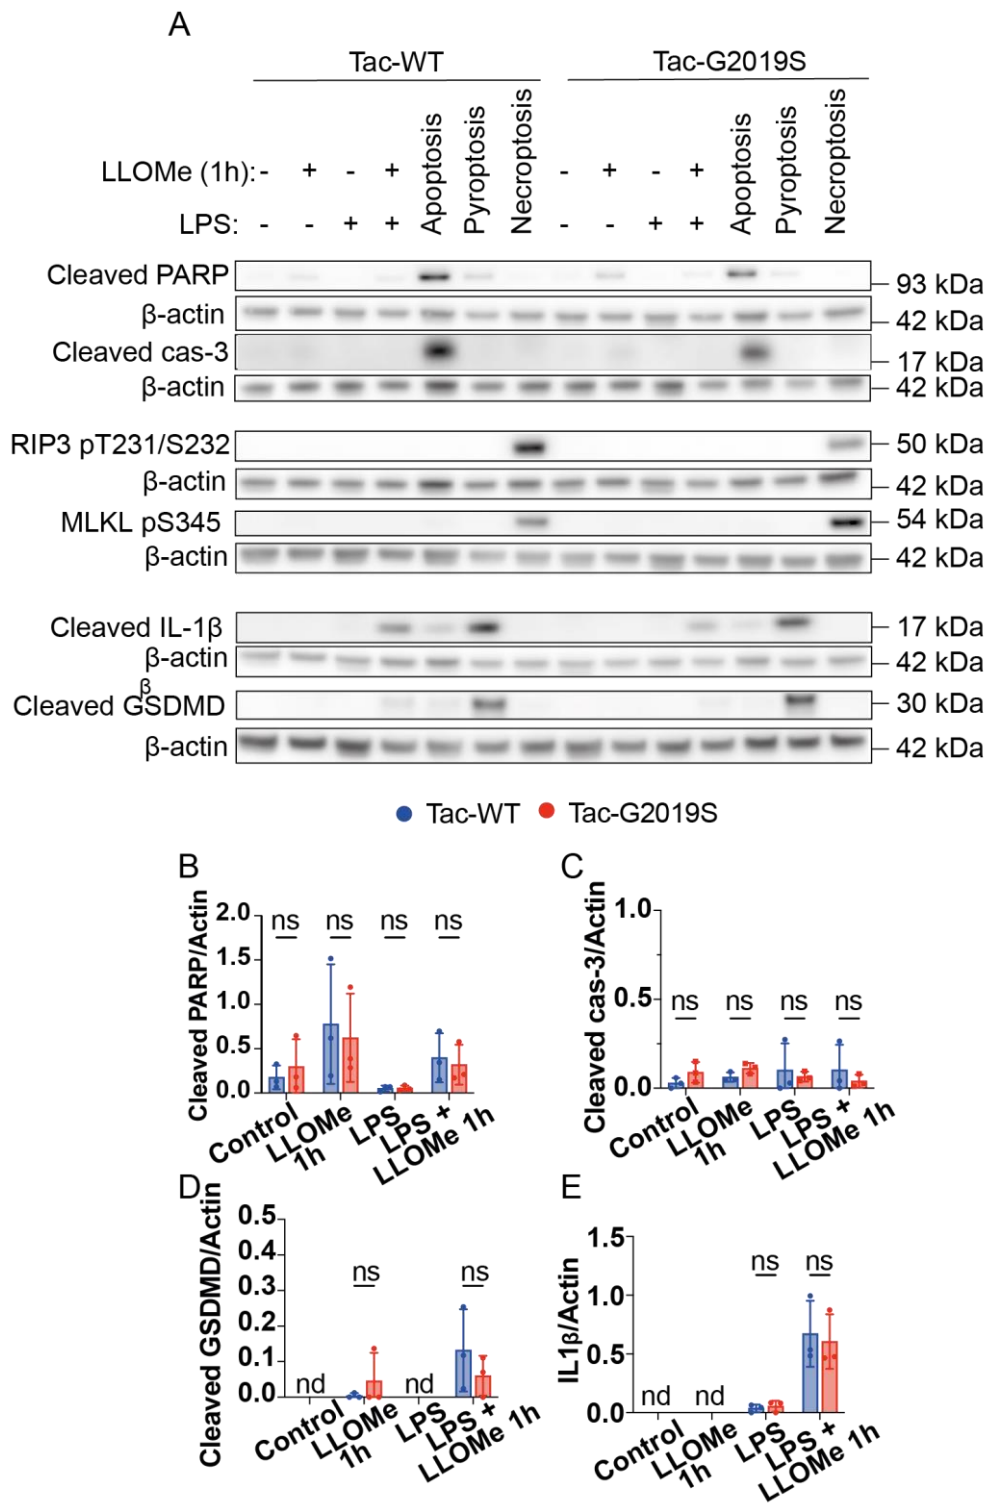 A
Tac-WT Tac-G2019S
Apoptosis Pyroptosis Necroptosis Apoptosis Pyroptosis Necroptosis
LLOMe (1h): - + - + - + - +
LPS: - - + + - - + +
Cleaved PARP 93 kDa
β-actin 42 kDa
Cleaved cas-3 17 kDa
β-actin 42 kDa
RIP3 pT231/S232 50 kDa
β-actin 42 kDa
MLKL pS345 54 kDa
β-actin 42 kDa
Cleaved IL-1β 17 kDa
β-actin 42 kDa
β
Cleaved GSDMD 30 kDa
β-actin 42 kDa
Tac-WT Tac-G2019S
B
Cleaved PARP/Actin
2.0
1.5
1.0
0.5
0.0
ns ns ns ns
Control
LLOMe
1h
LPS
LPS +
LLOMe 1h
C
Cleaved cas-3/Actin
1.0
0.5
0.0
ns ns ns ns
Control
LLOMe
1h
LPS
LPS +
LLOMe 1h
D
Cleaved GSDMD/Actin
0.5
0.4
0.3
0.2
0.1
0.0
nd ns nd ns
Control
LLOMe
1h
LPS
LPS +
LLOMe 1h
E
IL1β/Actin
1.5
1.0
0.5
0.0
nd nd ns ns
Control
LLOMe
1h
LPS
LPS +
LLOMe 1h